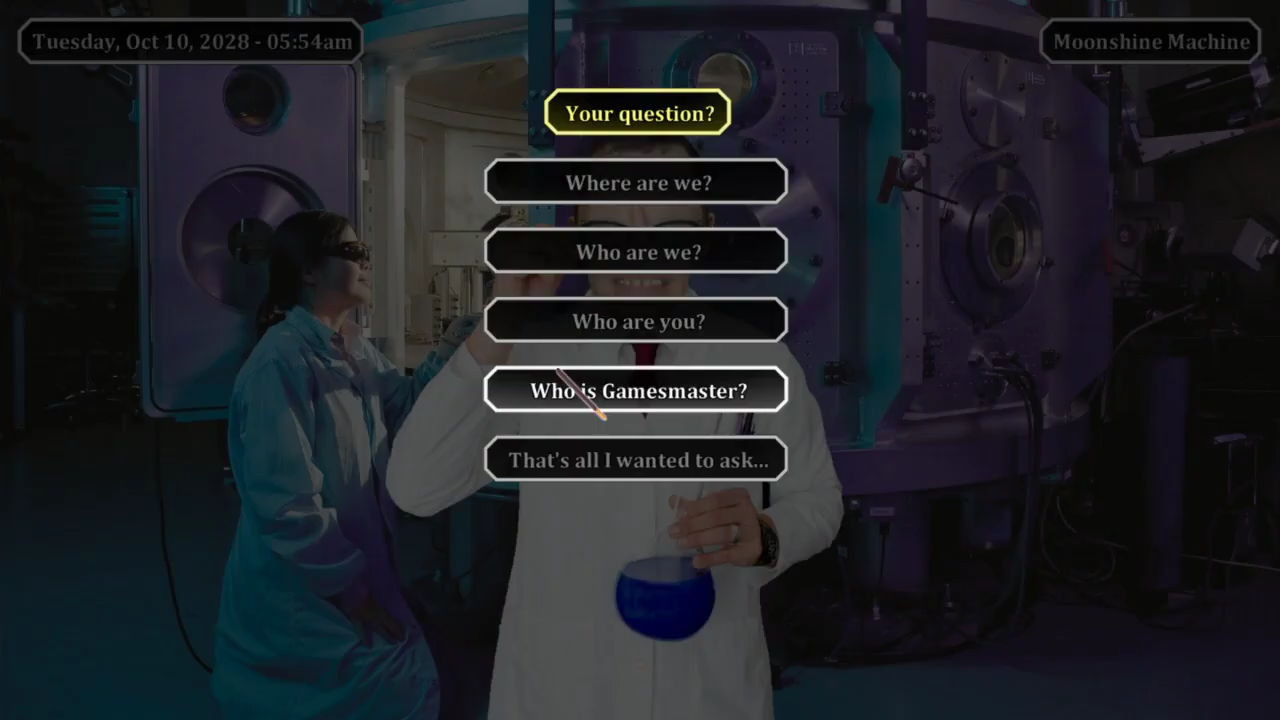 Tuesday, Oct 10, 2028 - 05:54am
Moonshine Machine
Your question?
Where are we?
Who are we?
Who are you?
Who is Gamesmaster?
That's all I wanted to ask...